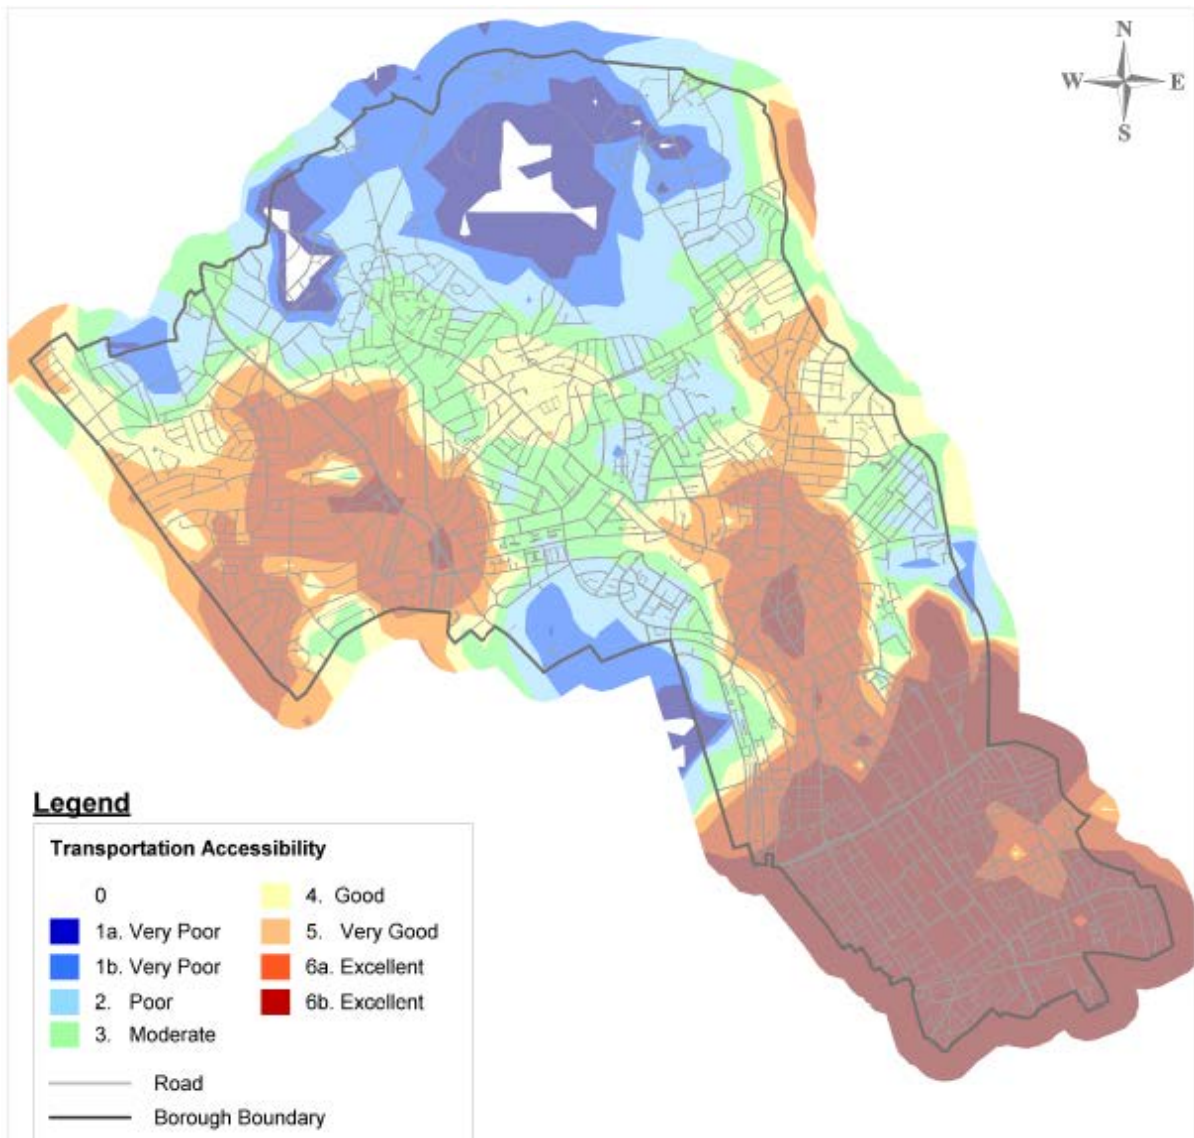 N
W E
S
Legend
Transportation Accessibility
0
1a. Very Poor
1b. Very Poor
2. Poor
3. Moderate
4. Good
5. Very Good
6a. Excellent
6b. Excellent
Road
Borough Boundary